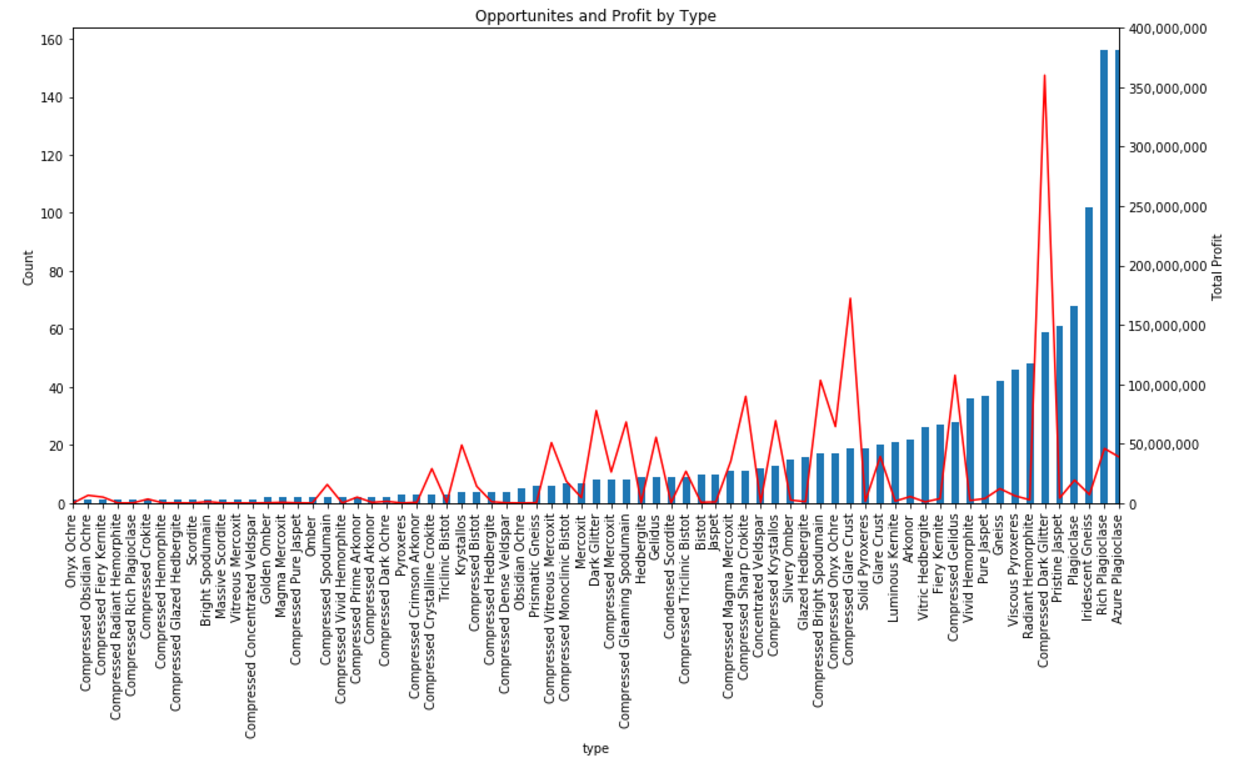 Opportunites and Profit by Type
160
140
120
100
80
60
40
20
0
Count
400,000,000
350,000,000
300,000,000
250,000,000
200,000,000
150,000,000
100,000,000
50,000,000
0
Total Profit
Onyx Ochre
Compressed Obsidian Ochre
Compressed Fiery Kernite
Compressed Radiant Hemorphite
Compressed Rich Plagioclase
Compressed Crokite
Compressed Hemorphite
Compressed Glazed Hedbergite
Scordite
Bright Spodumain
Massive Scordite
Vitreous Mercoxit
Compressed Concentrated Veldspar
Golden Omber
Magma Mercoxit
Compressed Pure Jaspet
Omber
Compressed Spodumain
Compressed Vivid Hemorphite
Compressed Prime Arkonor
Compressed Arkonor
Compressed Dark Ochre
Pyroxeres
Compressed Crimson Arkonor
Compressed Crystalline Crokite
Triclinic Bistot
Krystallos
Compressed Bistot
Compressed Hedbergite
Compressed Dense Veldspar
Obsidian Ochre
Prismatic Gneiss
Compressed Vitreous Mercoxit
Compressed Monoclinic Bistot
Mercoxit
Dark Glitter
Compressed Mercoxit
Compressed Gleaming Spodumain
Hedbergite
Gelidus
Condensed Scordite
Compressed Triclinic Bistot
Bistot
Jaspet
Compressed Magma Mercoxit
Compressed Sharp Crokite
Concentrated Veldspar
Compressed Krystallos
Silvery Omber
Glazed Hedbergite
Compressed Bright Spodumain
Compressed Onyx Ochre
Compressed Glare Crust
Solid Pyroxeres
Glare Crust
Luminous Kernite
Arkonor
Vitric Hedbergite
Fiery Kernite
Compressed Gelidus
Vivid Hemorphite
Pure Jaspet
Gneiss
Viscous Pyroxeres
Radiant Hemorphite
Compressed Dark Glitter
Pristine Jaspet
Plagioclase
Iridescent Gneiss
Rich Plagioclase
Azure Plagioclase
type